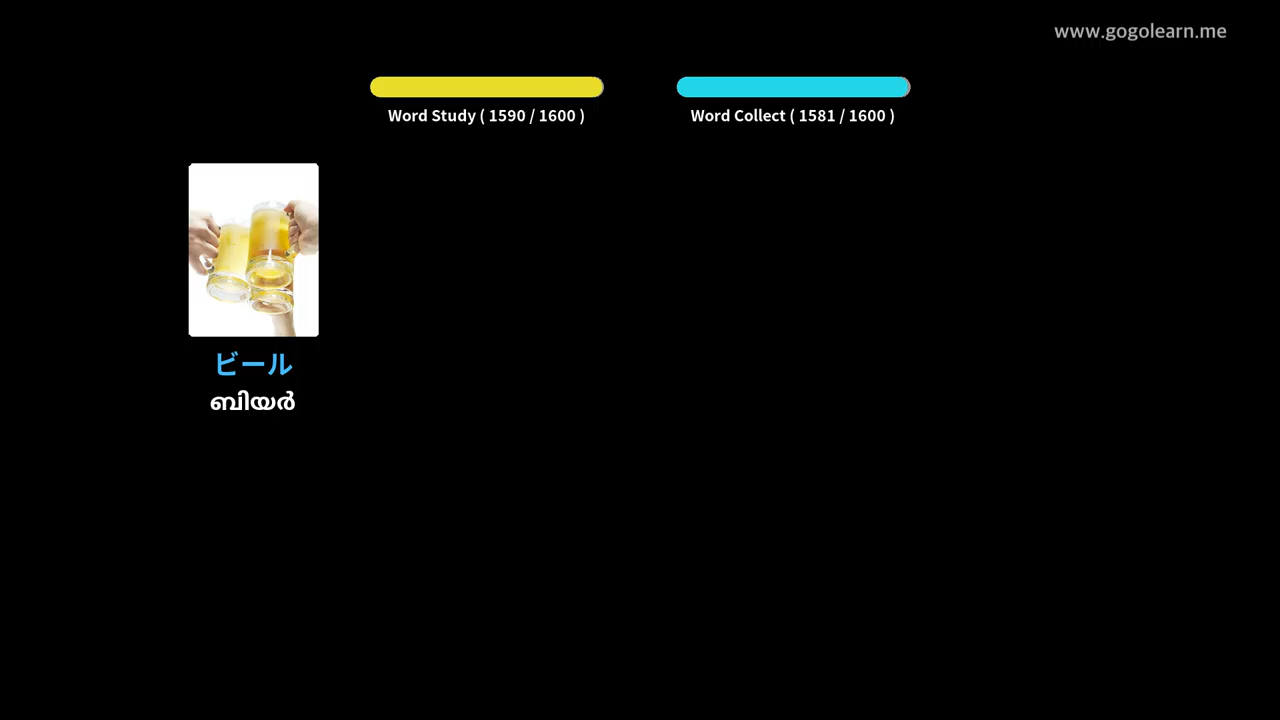 www.gogolearn.me
Word Study ( 1590 / 1600 )
Word Collect ( 1581 / 1600 )
ビール
ബിയർ